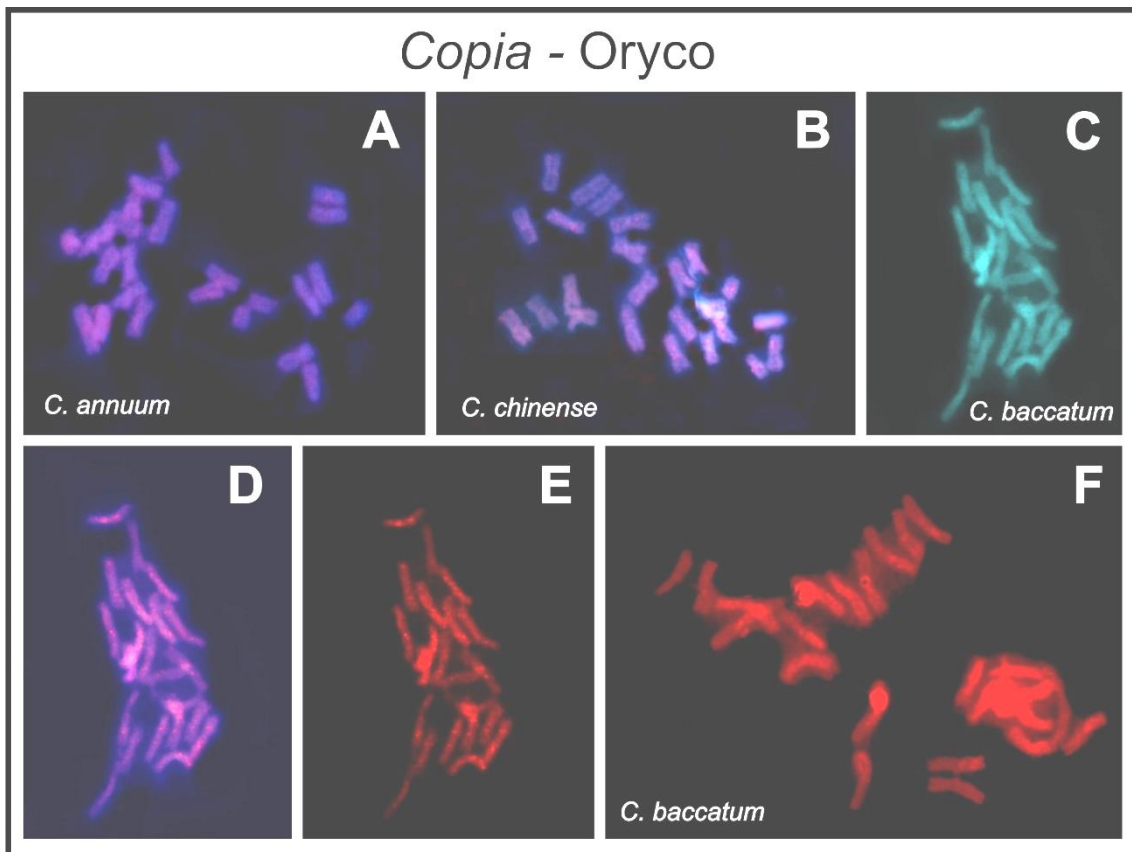 Copia - Oryco
A
B
C
C. annuum
C. chinense
C. baccatum
D
E
F
C. baccatum